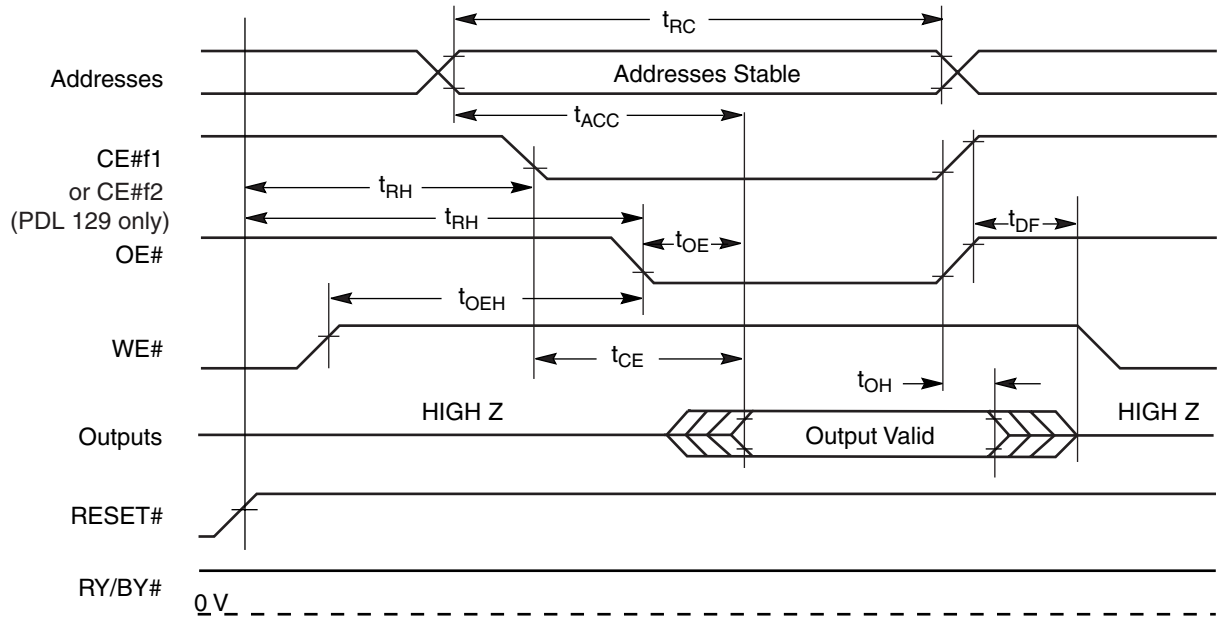 tRC
Addresses
Addresses Stable
tACC
CE#f1
or CE#f2
(PDL 129 only)
tRH
tRH
OE#
tOE
tDF
tOEH
WE#
tCE
tOH
HIGH Z
HIGH Z
Outputs
Output Valid
RESET#
RY/BY#
0 V